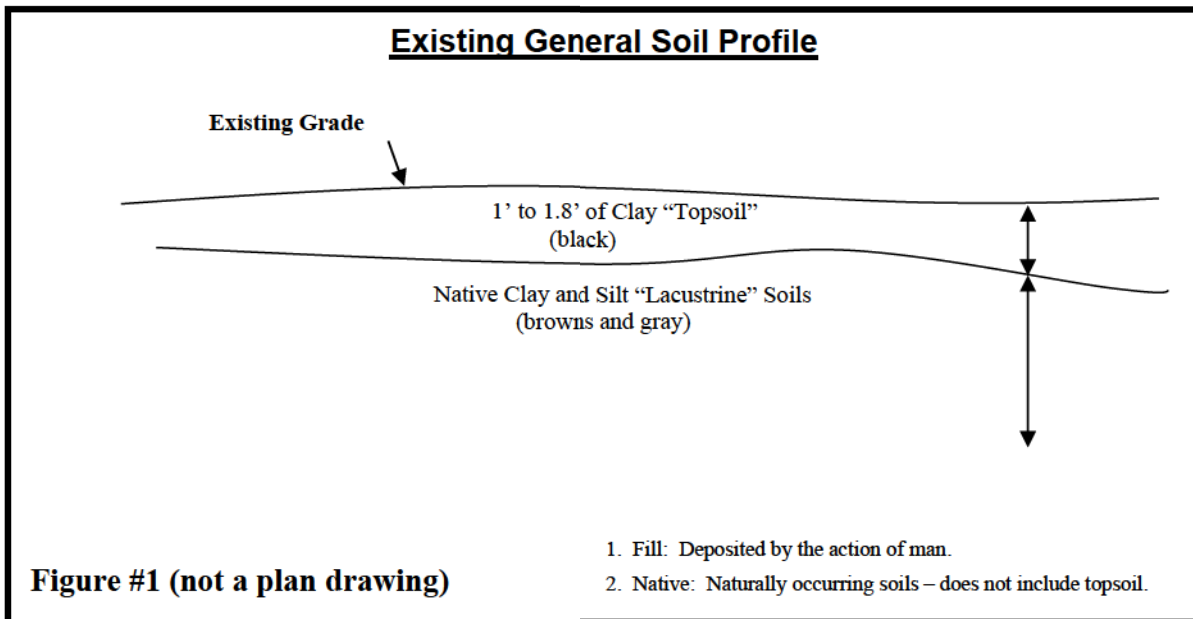 Existing General Soil Profile
Existing Grade
1’ to 1.8’ of Clay “Topsoil”
(black)
Native Clay and Silt “Lacustrine” Soils
(browns and gray)
1. Fill: Deposited by the action of man.
Figure #1 (not a plan drawing)
2. Native: Naturally occurring soils – does not include topsoil.